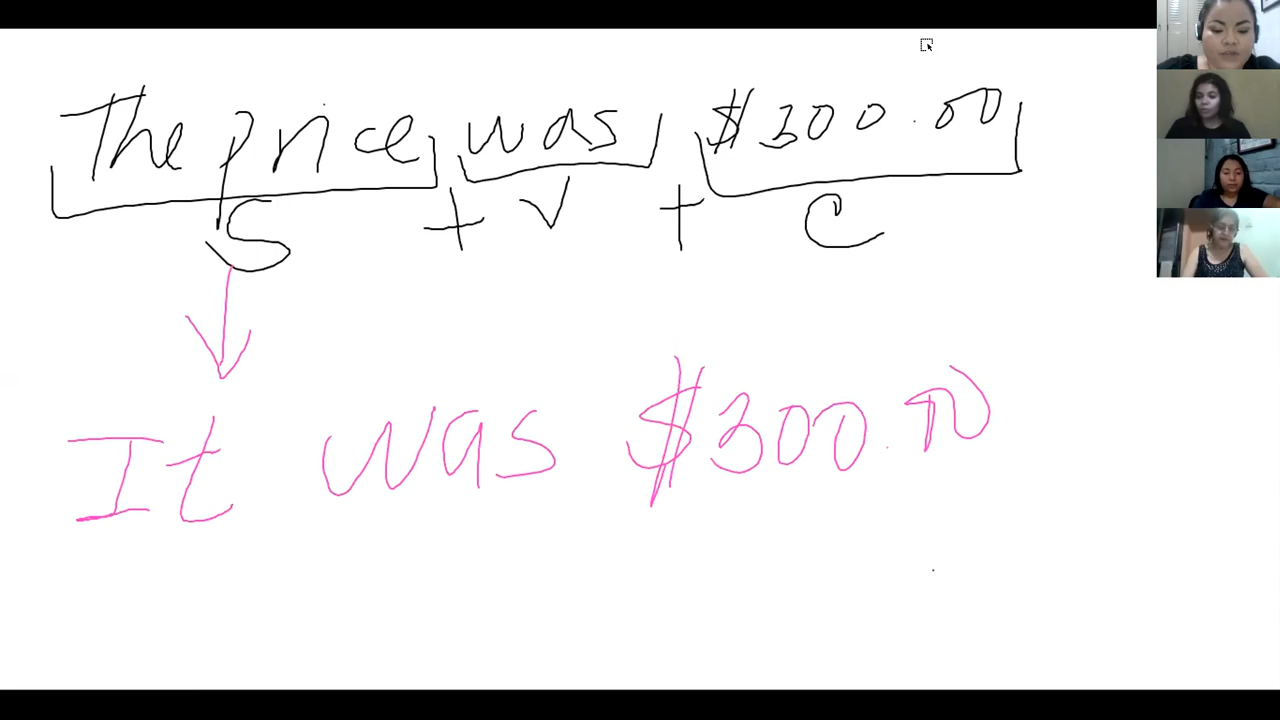 The price was $300.00
S + V + C
It was $300.00